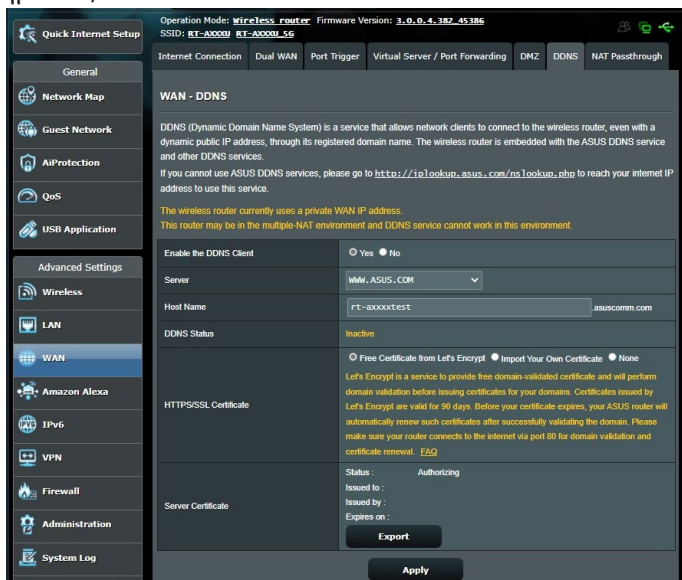 Operation Mode: Wireless router Firmware Version: 3.0.0.4.382_45386
SSID: RT-AXXXU RT-AXXXU_5G
Quick Internet Setup
General
Network Map
Guest Network
AiProtection
QoS
USB Application
Advanced Settings
Wireless
LAN
WAN
Amazon Alexa
IPv6
VPN
Firewall
Administration
System Log
Internet Connection Dual WAN Port Trigger Virtual Server / Port Forwarding DMZ DDNS NAT Passthrough
WAN - DDNS
DDNS (Dynamic Domain Name System) is a service that allows network clients to connect to the wireless router, even with a
dynamic public IP address, through its registered domain name. The wireless router is embedded with the ASUS DDNS service
and other DDNS services.
If you cannot use ASUS DDNS services, please go to http://iplookup.asus.com/nslookup.php to reach your internet IP
address to use this service.
The wireless router currently uses a private WAN IP address.
This router may be in the multiple-NAT environment and DDNS service cannot work in this environment.
Enable the DDNS Client Yes No
Server WWW.ASUS.COM
Host Name rt-axxxxtest .asuscomm.com
DDNS Status Inactive
HTTPS/SSL Certificate
Free Certificate from Let's Encrypt Import Your Own Certificate None
Let's Encrypt is a service to provide free domain-validated certificate and will perform
domain validation before issuing certificates for your domains. Certificates issued by
Let's Encrypt are valid for 90 days. Before your certificate expires, your ASUS router will
automatically renew such certificates after successfully validating the domain. Please
make sure your router connects to the internet via port 80 for domain validation and
certificate renewal. FAQ
Server Certificate
Status : Authorizing
Issued to :
Issued by :
Expires on :
Export
Apply